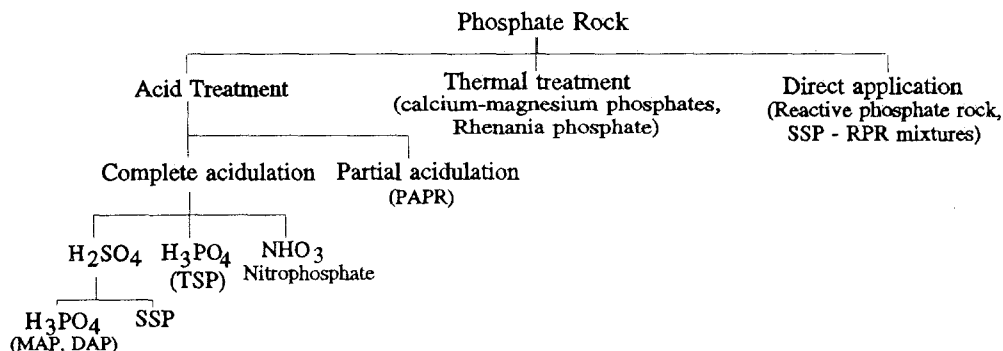 Phosphate Rock
Acid Treatment
Thermal treatment
(calcium-magnesium phosphates,
Rhenania phosphate)
Direct application
(Reactive phosphate rock,
SSP - RPR mixtures)
Complete acidulation
Partial acidulation
(PAPR)
H2SO4
H3PO4
(TSP)
NHO3
Nitrophosphate
H3PO4
(MAP, DAP)
SSP